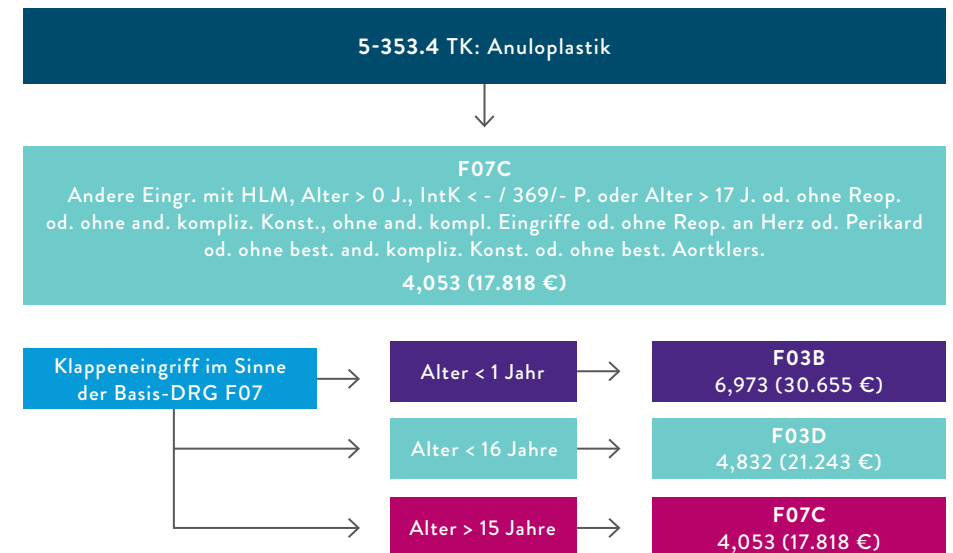 5-353.4 TK: Anuloplastik
F07C
Andere Eingr. mit HLM, Alter > 0 J., IntK < - / 369/- P. oder Alter > 17 J. od. ohne Reop.
od. ohne and. kompliz. Konst., ohne and. kompl. Eingriffe od. ohne Reop. an Herz od. Perikard
od. ohne best. and. kompliz. Konst. od. ohne best. Aortklers.
4,053 (17.818 €)
Klappeneingriff im Sinne
der Basis-DRG F07
Alter < 1 Jahr
F03B
6,973 (30.655 €)
Alter < 16 Jahre
F03D
4,832 (21.243 €)
Alter > 15 Jahre
F07C
4,053 (17.818 €)